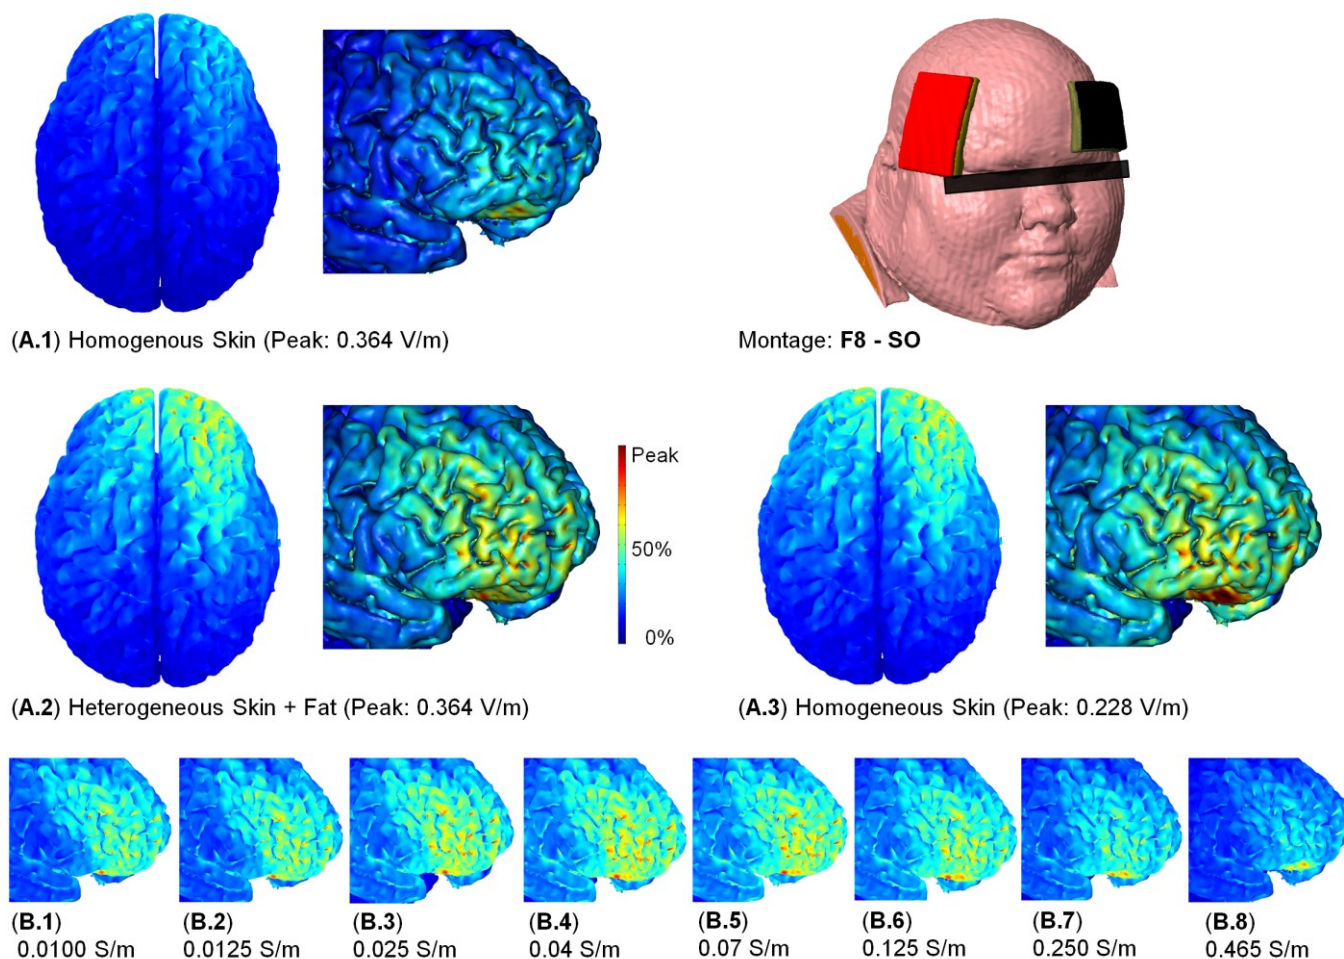 (A.1) Homogenous Skin (Peak: 0.364 V/m)
Montage: F8 - SO
Peak
50%
0%
(A.2) Heterogeneous Skin + Fat (Peak: 0.364 V/m)
(A.3) Homogeneous Skin (Peak: 0.228 V/m)
(B.1)
0.0100 S/m
(B.2)
0.0125 S/m
(B.3)
0.025 S/m
(B.4)
0.04 S/m
(B.5)
0.07 S/m
(B.6)
0.125 S/m
(B.7)
0.250 S/m
(B.8)
0.465 S/m